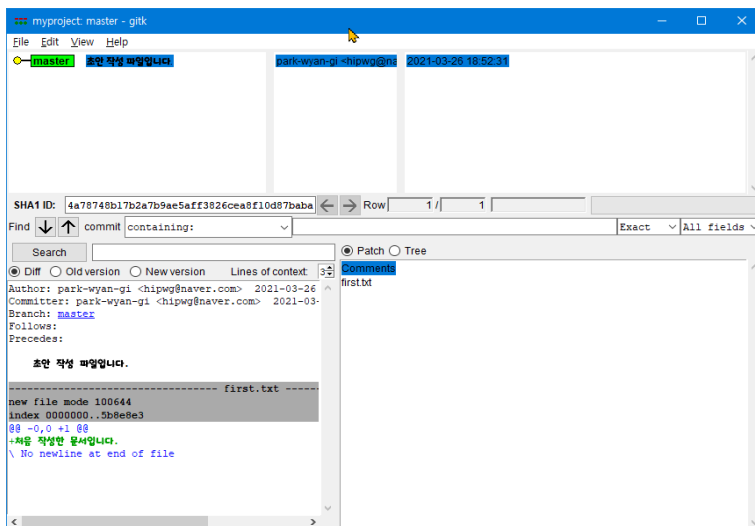 myproject: master - gitk
File Edit View Help
master 초안 작성 파일입니다 park-wyan-gi <hipwg@na 2021-03-26 18:52:31
SHA1 ID: 4a78748b17b2a7b9ae5aff3826cea8f10d87baba Row 1 / 1
Find commit containing: Exact All fields
Search Patch Tree
Diff Old version New version Lines of context: 3 Comments
first.txt
Author: park-wyan-gi <hipwg@naver.com> 2021-03-26
Committer: park-wyan-gi <hipwg@naver.com> 2021-03-
Branch: master
Follows:
Precedes:
초안 작성 파일입니다.
---------------------------------- first.txt -----
new file mode 100644
index 0000000..5b8e8e3
@@ -0,0 +1 @@
+처음 작성한 문서입니다.
\ No newline at end of file